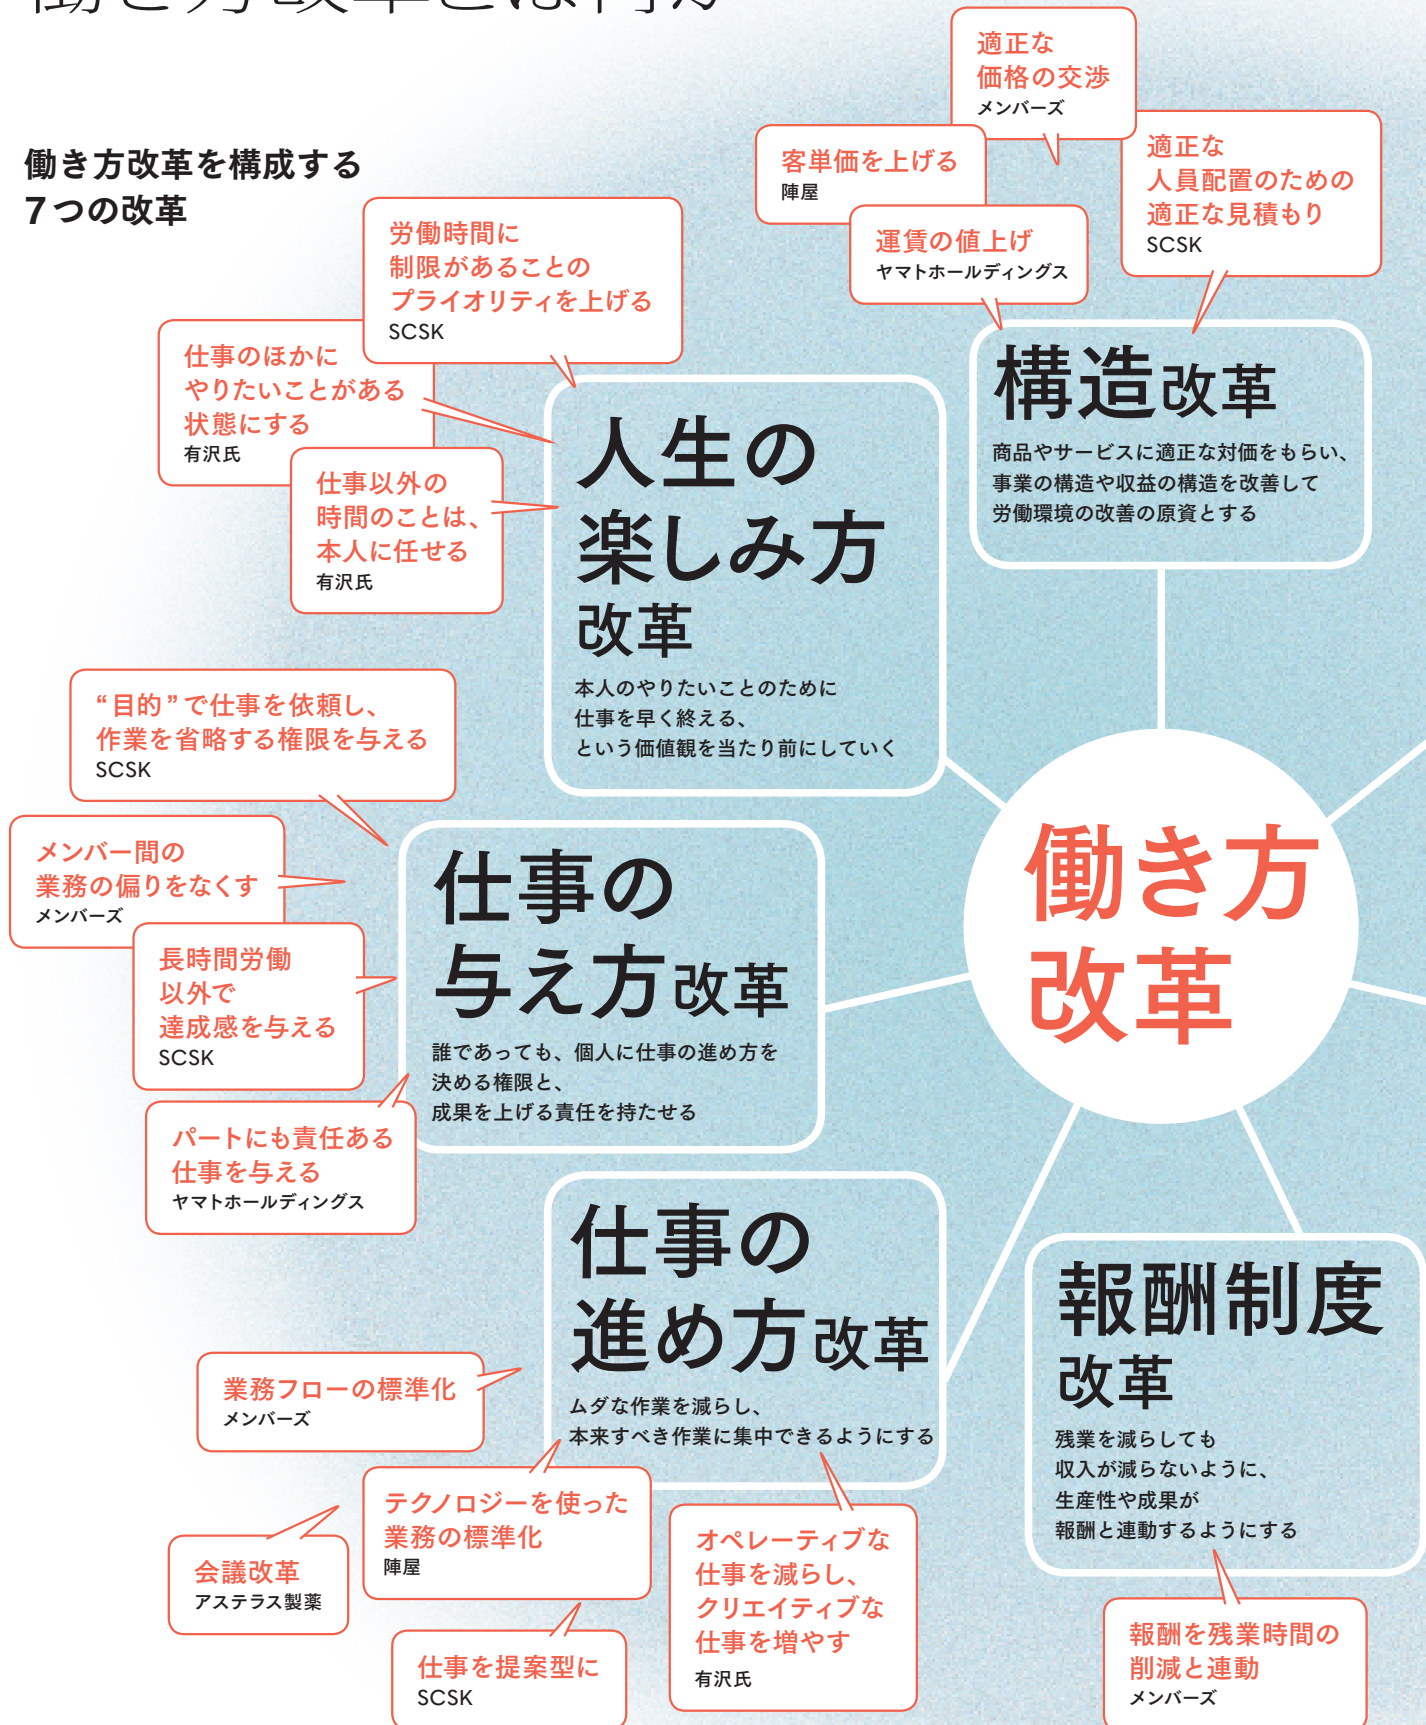 働き方改革とは何か
働き方改革を構成する
7つの改革
適正な
価格の交渉
メンバーズ
客単価を上げる
陣屋
運賃の値上げ
ヤマトホールディングス
適正な
人員配置のための
適正な見積もり
SCSK
構造改革
商品やサービスに適正な対価をもらい、
事業の構造や収益の構造を改善して
労働環境の改善の原資とする
労働時間に
制限があることの
プライオリティを上げる
SCSK
仕事のほかに
やりたいことがある
状態にする
有沢氏
仕事以外の
時間のことは、
本人に任せる
有沢氏
人生の
楽しみ方
改革
本人のやりたいことのために
仕事を早く終える、
という価値観を当たり前にしていく
“目的”で仕事を依頼し、
作業を省略する権限を与える
SCSK
メンバー間の
業務の偏りをなくす
メンバーズ
長時間労働
以外で
達成感を与える
SCSK
パートにも責任ある
仕事を与える
ヤマトホールディングス
仕事の
与え方改革
誰であっても、個人に仕事の進め方を
決める権限と、
成果を上げる責任を持たせる
働き方
改革
仕事の
進め方改革
ムダな作業を減らし、
本来すべき作業に集中できるようにする
業務フローの標準化
メンバーズ
テクノロジーを使った
業務の標準化
陣屋
会議改革
アステラス製薬
仕事を提案型に
SCSK
オペレーティブな
仕事を減らし、
クリエイティブな
仕事を増やす
有沢氏
報酬制度
改革
残業を減らしても
収入が減らないように、
生産性や成果が
報酬と連動するようにする
報酬を残業時間の
削減と連動
メンバーズ